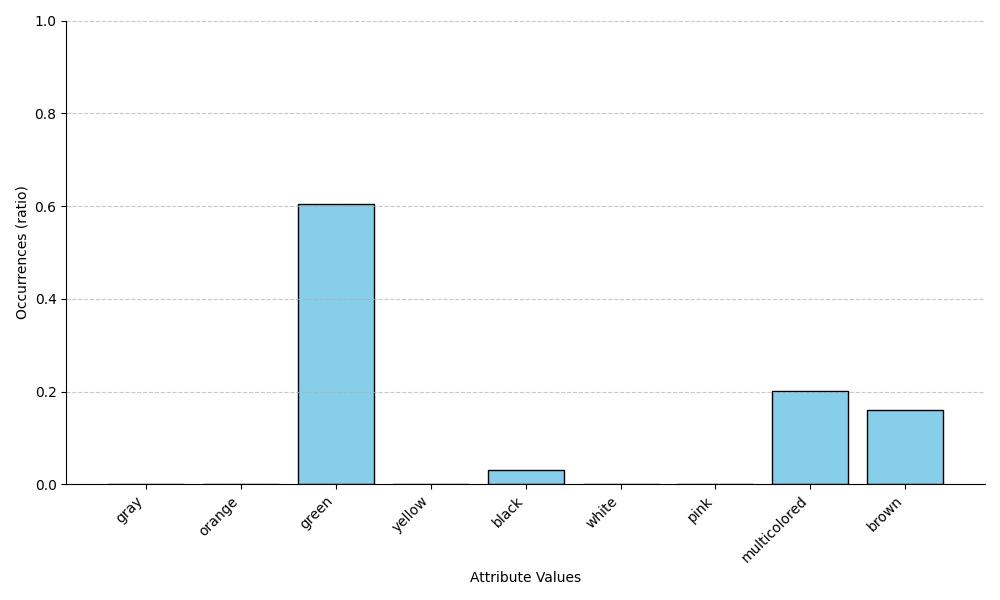 1.0
0.8
0.6
0.4
0.2
0.0
Occurrences (ratio)
gray
orange
green
yellow
black
white
pink
multicolored
brown
Attribute Values